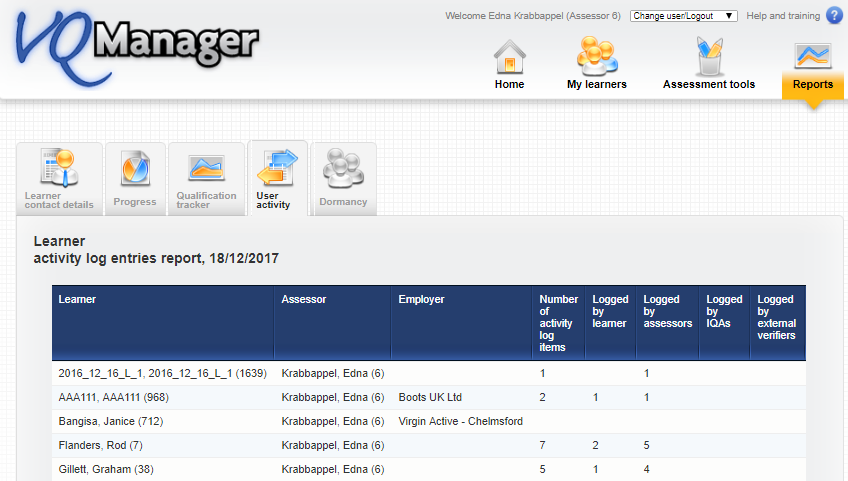 VQManager
Welcome Edna Krabbappel (Assessor 6) Change user/Logout Help and training ?
Home My learners Assessment tools Reports
Learner contact details
Progress
Qualification tracker
User activity
Dormancy
Learner
activity log entries report, 18/12/2017
Learner Assessor Employer Number of activity log items Logged by learner Logged by assessors Logged by IQAs Logged by external verifiers
2016_12_16_L_1, 2016_12_16_L_1 (1639) Krabbappel, Edna (6) 1 1
AAA111, AAA111 (968) Krabbappel, Edna (6) Boots UK Ltd 2 1 1
Bangisa, Janice (712) Krabbappel, Edna (6) Virgin Active - Chelmsford
Flanders, Rod (7) Krabbappel, Edna (6) 7 2 5
Gillett, Graham (38) Krabbappel, Edna (6) 5 1 4